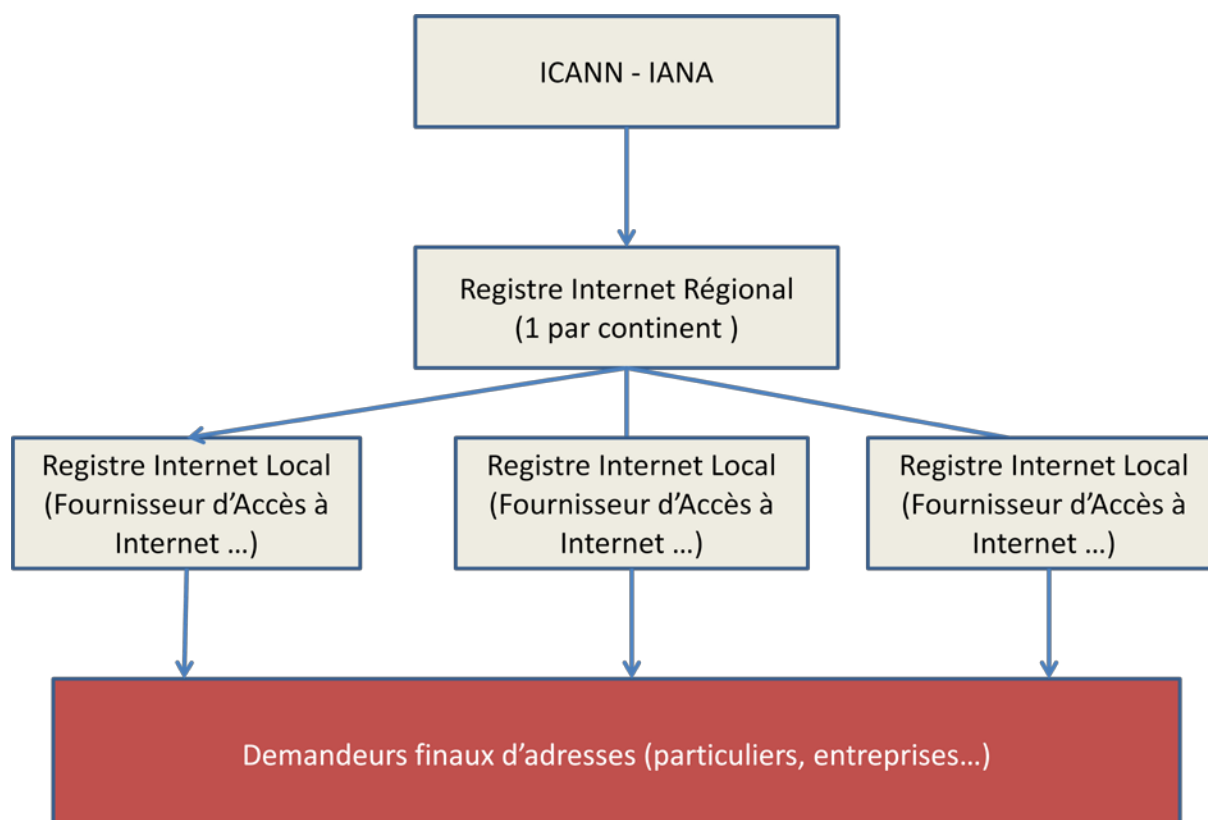 ICANN - IANA
Registre Internet Régional
(1 par continent )
Registre Internet Local
(Fournisseur d’Accès à
Internet …)
Registre Internet Local
(Fournisseur d’Accès à
Internet …)
Registre Internet Local
(Fournisseur d’Accès à
Internet …)
Demandeurs finaux d’adresses (particuliers, entreprises…)